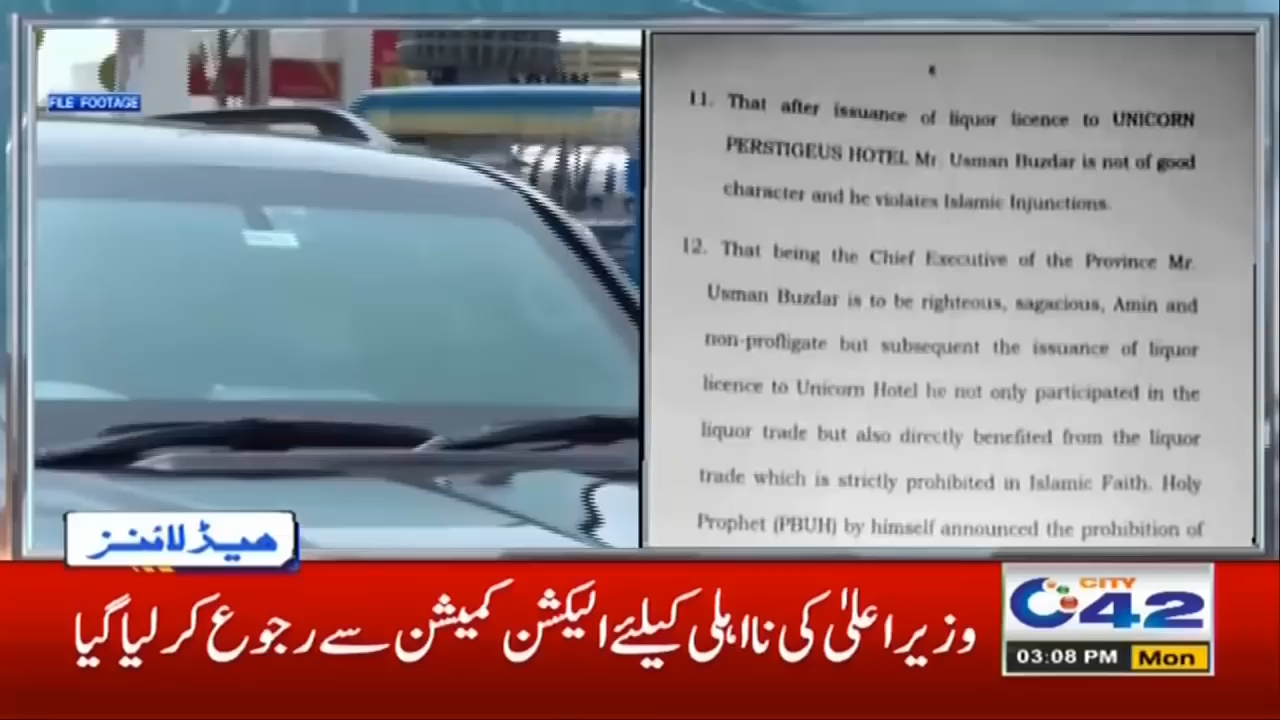 FILE FOOTAGE
11. That after issuance of liquor licence to UNICORN
PERSTIGEUS HOTEL Mr. Usman Buzdar is not of good
character and he violates Islamic Injunctions.
12. That being the Chief Executive of the Province Mr.
Usman Buzdar is to be righteous, sagacious, Amin and
non-profligate but subsequent the issuance of liquor
licence to Unicorn Hotel he not only participated in the
liquor trade but also directly benefited from the liquor
trade which is strictly prohibited in Islamic Faith. Holy
Prophet (PBUH) by himself announced the prohibition of
ہیڈلائنز
وزیراعلیٰ کی نااہلی کیلئے الیکشن کمیشن سے رجوع کر لیا گیا
CITY
42
03:08 PM Mon